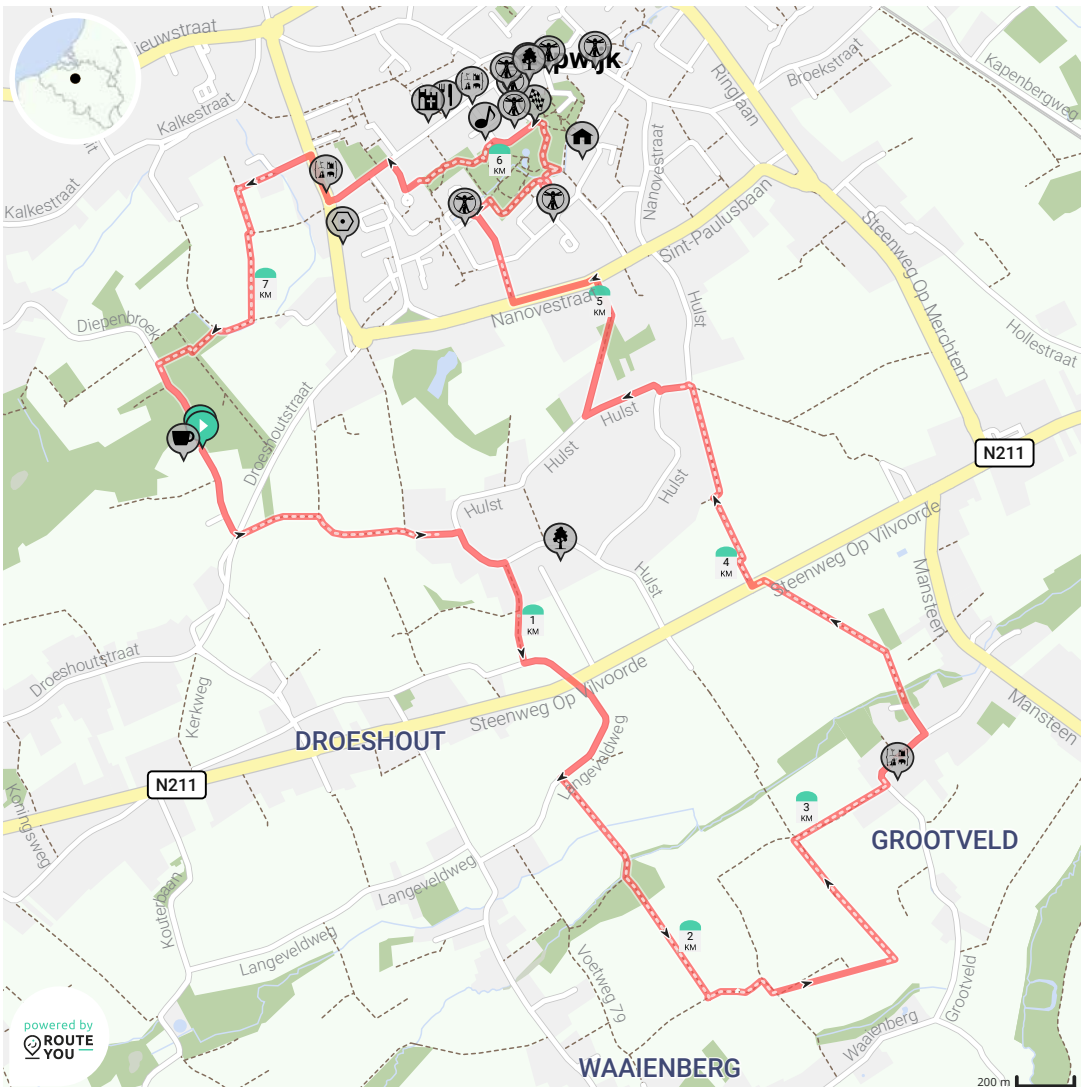 ieuwstraat
pwijk
Ringlaan
Broekstraat
Kapenbergweg
Kalkestraat
Kalkestraat
Nanovestraat
Sint-Paulusbaan
Steenweg Op Merchtem
Hollestraat
6
KM
7
KM
5
KM
Diepenbroek
Nanovestraat
Hulst
Droeshoutstraat
Hulst
Hulst
Hulst
Hulst
N211
Steenweg Op Vilvoorde
4
KM
Mansteen
Hulst
1
KM
Droeshoutstraat
Kerkweg
Steenweg Op Vilvoorde
Mansteen
DROESHOUT
Langeveldweg
N211
Koningsweg
3
KM
GROOTVELD
Kouterbaan
Langeveldweg
Langeveldweg
2
KM
Voetweg 79
Grootveld
Waaienberg
WAAIENBERG
powered by
ROUTE
YOU
200 m